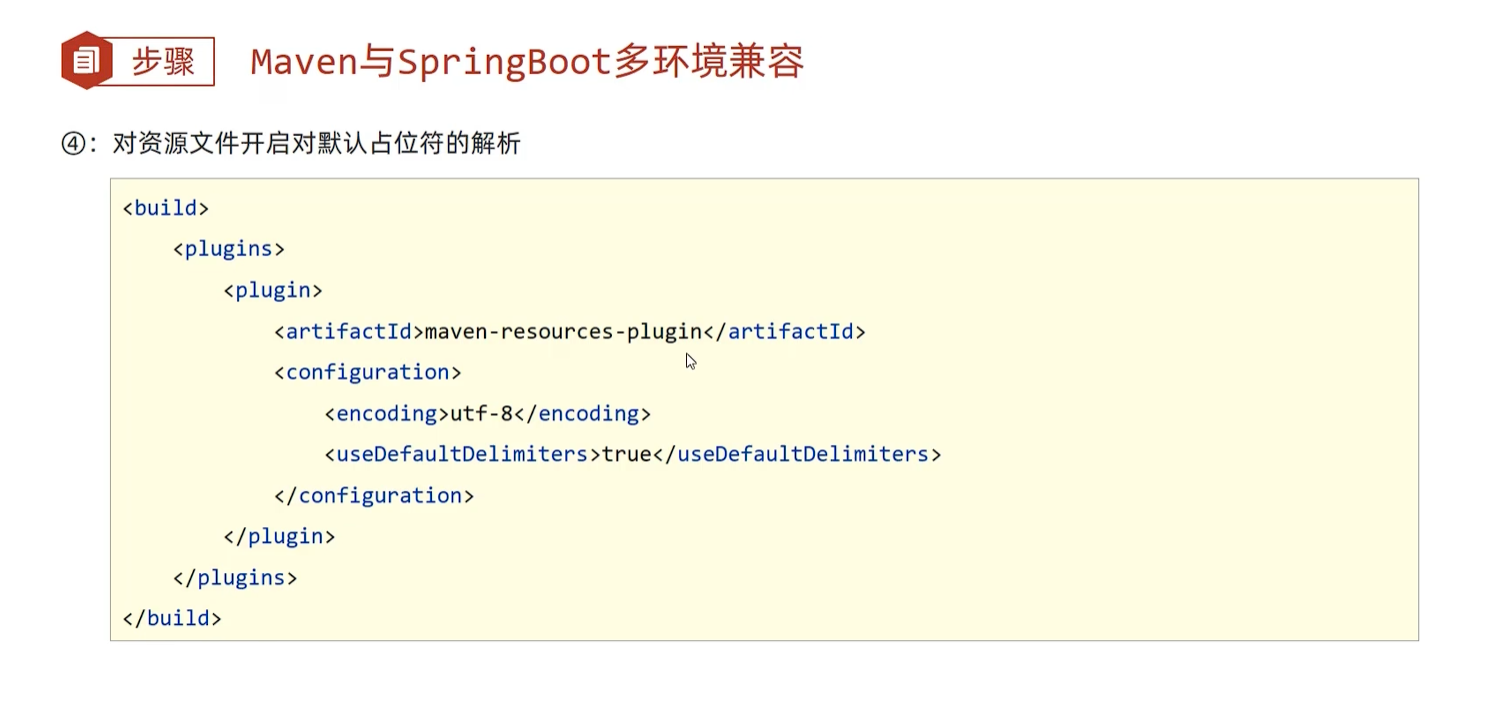 步骤 Maven与SpringBoot多环境兼容
④：对资源文件开启对默认占位符的解析
<build>
    <plugins>
        <plugin>
            <artifactId>maven-resources-plugin</artifactId>
            <configuration>
                <encoding>utf-8</encoding>
                <useDefaultDelimiters>true</useDefaultDelimiters>
            </configuration>
        </plugin>
    </plugins>
</build>